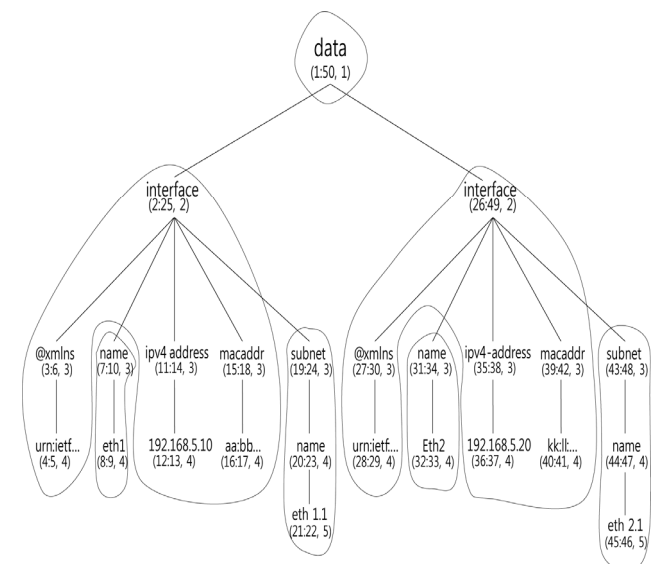 data
(1:50, 1)
interface
(2:25, 2)
interface
(26:49, 2)
@xmlns
(3:6, 3)
name
(7:10, 3)
ipv4 address
(11:14, 3)
macaddr
(15:18, 3)
subnet
(19:24, 3)
@xmlns
(27:30, 3)
name
(31:34, 3)
ipv4-address
(35:38, 3)
macaddr
(39:42, 3)
subnet
(43:48, 3)
urn:ietf...
(4:5, 4)
eth1
(8:9, 4)
192.168.5.10
(12:13, 4)
aa:bb...
(16:17, 4)
name
(20:23, 4)
urn:ietf:...
(28:29, 4)
Eth2
(32:33, 4)
192.168.5.20
(36:37, 4)
kk:ll:...
(40:41, 4)
name
(44:47, 4)
eth 1.1
(21:22, 5)
eth 2.1
(45:46, 5)